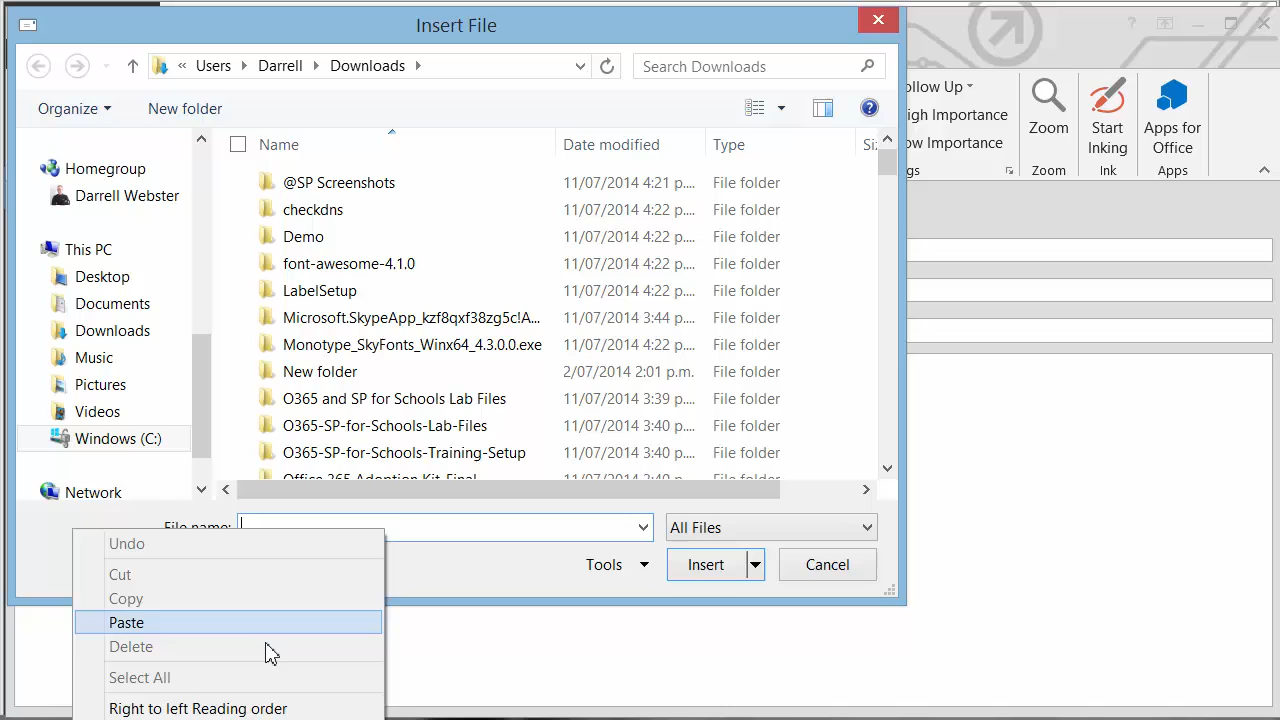 Insert File
« Users Darrell Downloads
Search Downloads
Organize New folder
Name Date modified Type
Homegroup
Darrell Webster
This PC
Desktop
Documents
Downloads
Music
Pictures
Videos
Windows (C:)
Network
@SP Screenshots 11/07/2014 4:21 p.... File folder
checkdns 11/07/2014 4:22 p.... File folder
Demo 11/07/2014 4:22 p.... File folder
font-awesome-4.1.0 11/07/2014 4:22 p.... File folder
LabelSetup 11/07/2014 4:22 p.... File folder
Microsoft.SkypeApp_kzf8qxf38zg5c!A... 11/07/2014 3:44 p.... File folder
Monotype_SkyFonts_Winx64_4.3.0.0.exe 11/07/2014 4:22 p.... File folder
New folder 2/07/2014 2:01 p.m. File folder
O365 and SP for Schools Lab Files 11/07/2014 3:39 p.... File folder
O365-SP-for-Schools-Lab-Files 11/07/2014 3:40 p.... File folder
O365-SP-for-Schools-Training-Setup 11/07/2014 3:40 p.... File folder
Office 365 Adoption Kit Final
File name:
All Files
Tools Insert Cancel
Undo
Cut
Copy
Paste
Delete
Select All
Right to left Reading order
ollow Up
igh Importance
ow Importance
gs
Zoom
Zoom
Start
Inking
Ink
Apps for
Office
Apps